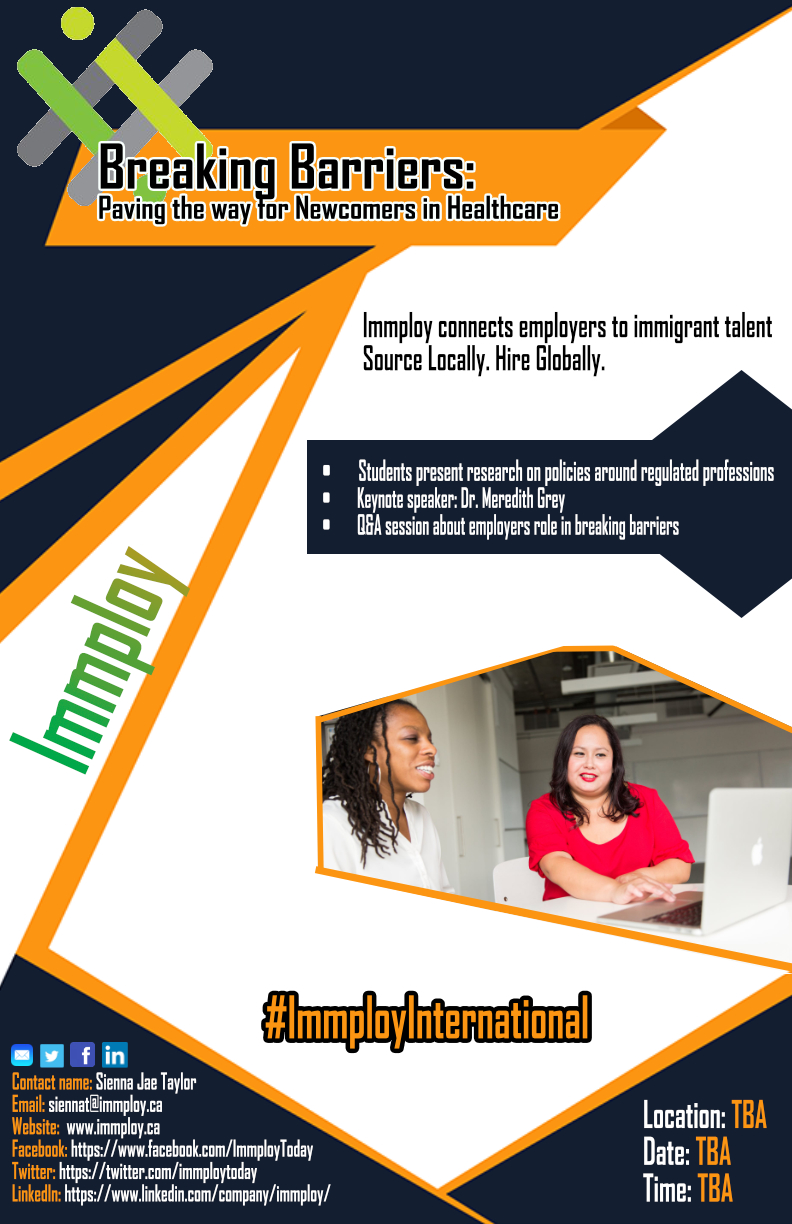 Breaking Barriers:
Paving the way for Newcomers in Healthcare
Immploy connects employers to immigrant talent
Source Locally. Hire Globally.
▪ Students present research on policies around regulated professions
▪ Keynote speaker: Dr. Meredith Grey
▪ Q&A session about employers role in breaking barriers
Immploy
#ImmployInternational
Contact name: Sienna Jae Taylor
Email: siennat@immploy.ca
Website: www.immploy.ca
Facebook: https://www.facebook.com/ImmployToday
Twitter: https://twitter.com/immploytoday
LinkedIn: https://www.linkedin.com/company/immploy/
Location: TBA
Date: TBA
Time: TBA